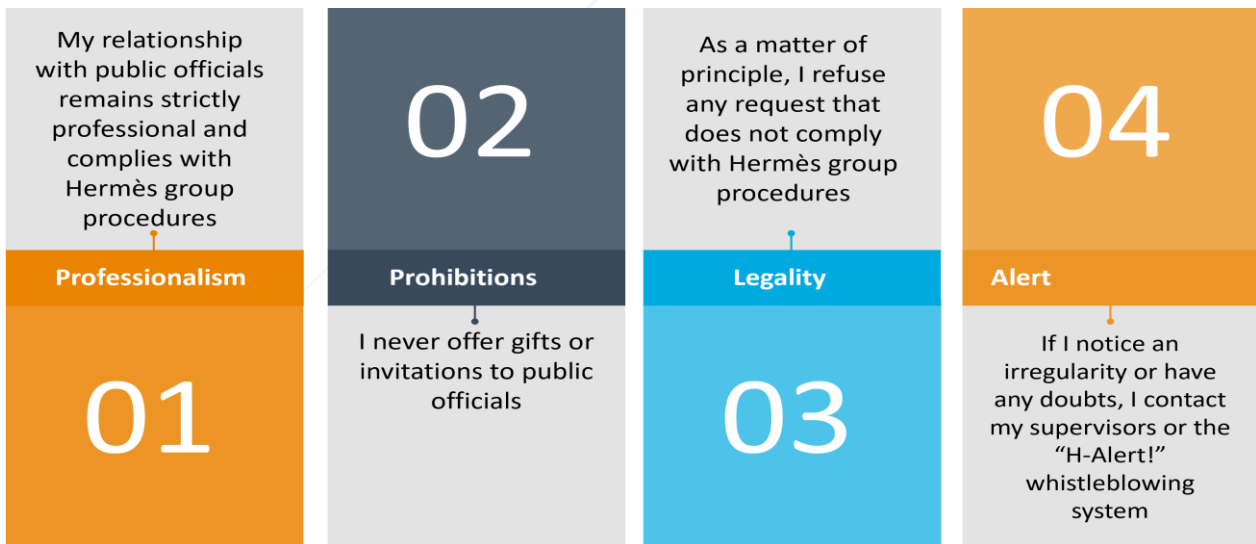 My relationship
with public officials
remains strictly
professional and
complies with
Hermès group
procedures
Professionalism
01
02
Prohibitions
I never offer gifts or
invitations to public
officials
As a matter of
principle, I refuse
any request that
does not comply
with Hermès group
procedures
Legality
03
04
Alert
If I notice an
irregularity or have
any doubts, I contact
my supervisors or the
“H-Alert!”
whistleblowing
system